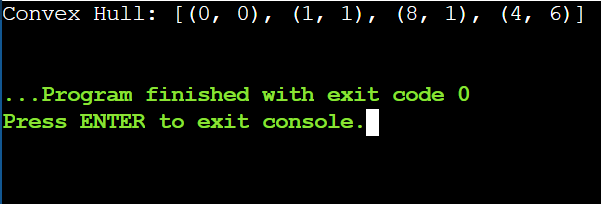 Convex Hull: [(0, 0), (1, 1), (8, 1), (4, 6)]
...Program finished with exit code 0
Press ENTER to exit console.